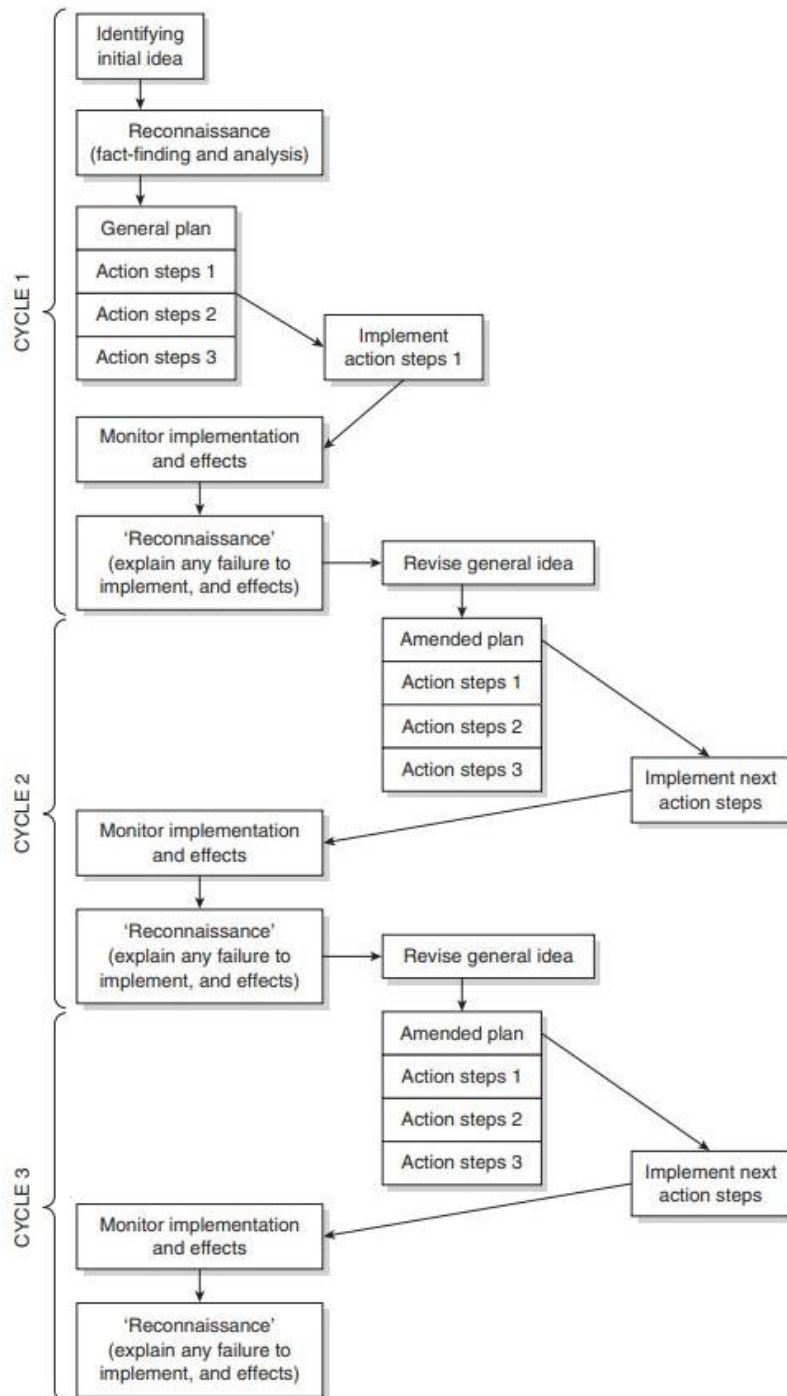 Identifying
initial idea
Reconnaissance
(fact-finding and analysis)
General plan
Action steps 1
Action steps 2
Action steps 3
CYCLE 1
Implement
action steps 1
Monitor implementation
and effects
‘Reconnaissance’
(explain any failure to
implement, and effects)
Revise general idea
Amended plan
Action steps 1
Action steps 2
Action steps 3
CYCLE 2
Implement next
action steps
Monitor implementation
and effects
‘Reconnaissance’
(explain any failure to
implement, and effects)
Revise general idea
Amended plan
Action steps 1
Action steps 2
Action steps 3
CYCLE 3
Implement next
action steps
Monitor implementation
and effects
‘Reconnaissance’
(explain any failure to
implement, and effects)